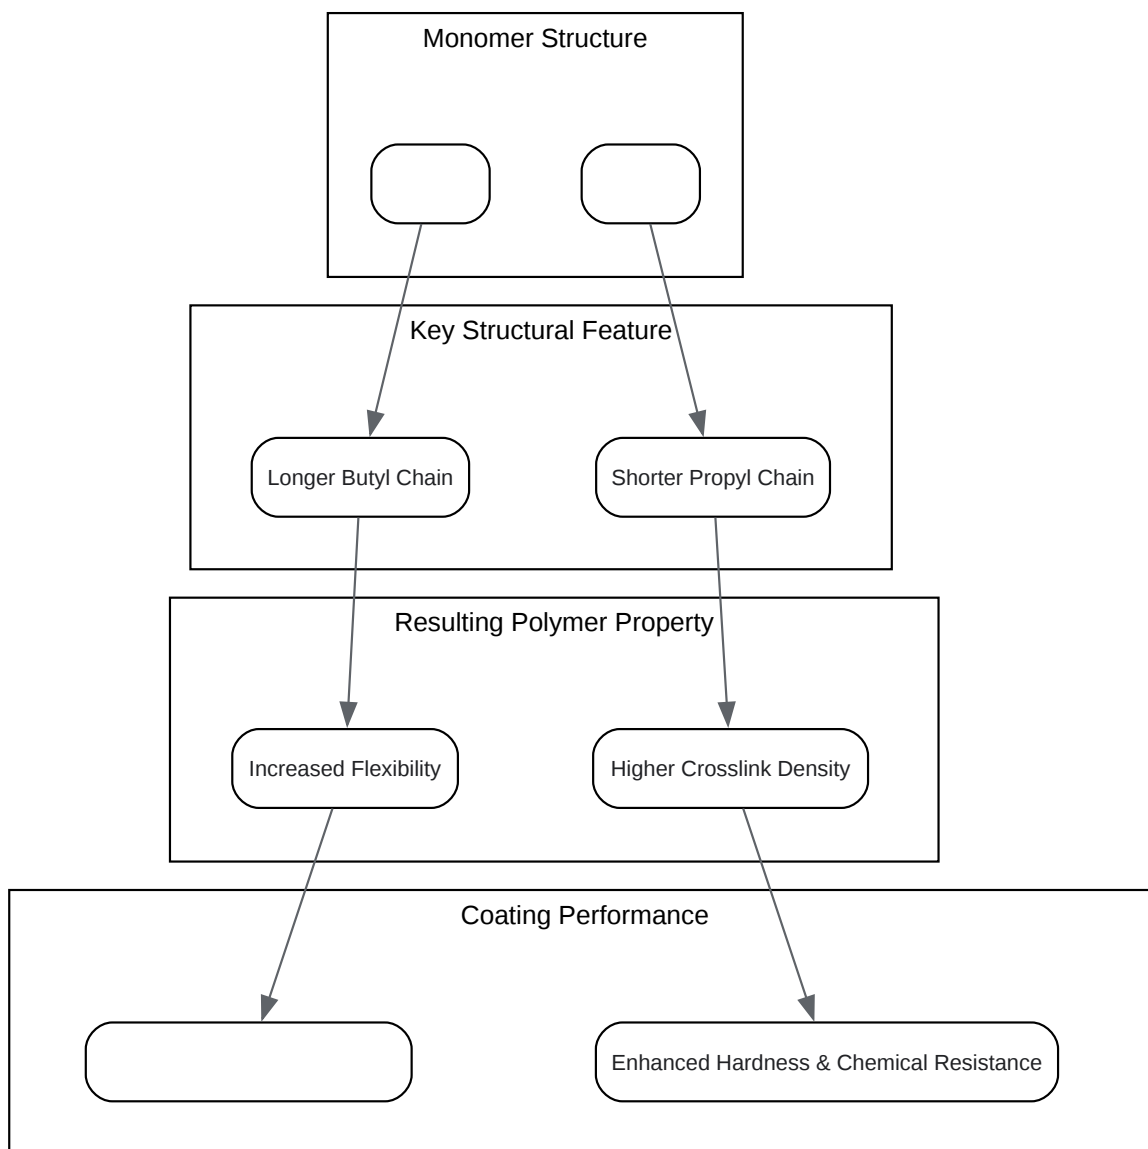 Monomer Structure
Key Structural Feature
Longer Butyl Chain
Shorter Propyl Chain
Resulting Polymer Property
Increased Flexibility
Higher Crosslink Density
Coating Performance
Enhanced Hardness & Chemical Resistance